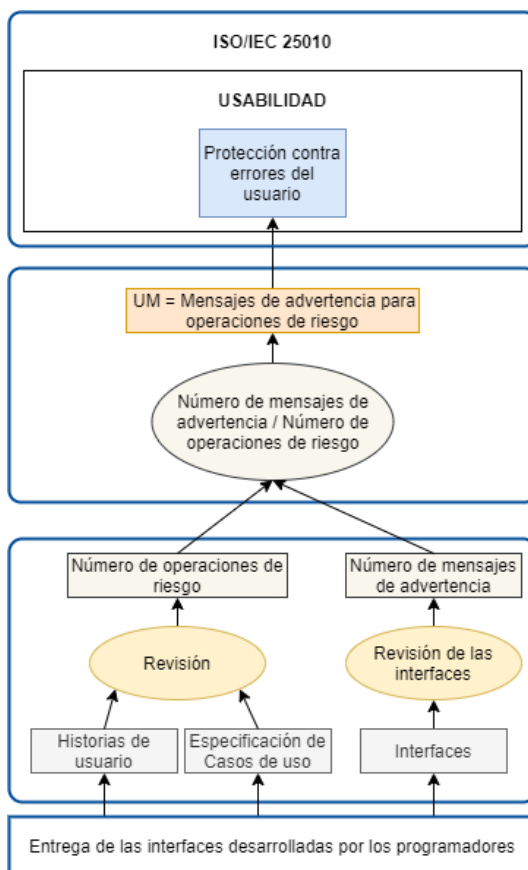 ISO/IEC 25010
USABILIDAD
Protección contra
errores del
usuario
UM = Mensajes de advertencia para
operaciones de riesgo
Número de mensajes de
advertencia / Número de
operaciones de riesgo
Número de operaciones de
riesgo
Número de mensajes
de advertencia
Revisión
Revisión de las
interfaces
Historias de
usuario
Especificación de
Casos de uso
Interfaces
Entrega de las interfaces desarrolladas por los programadores